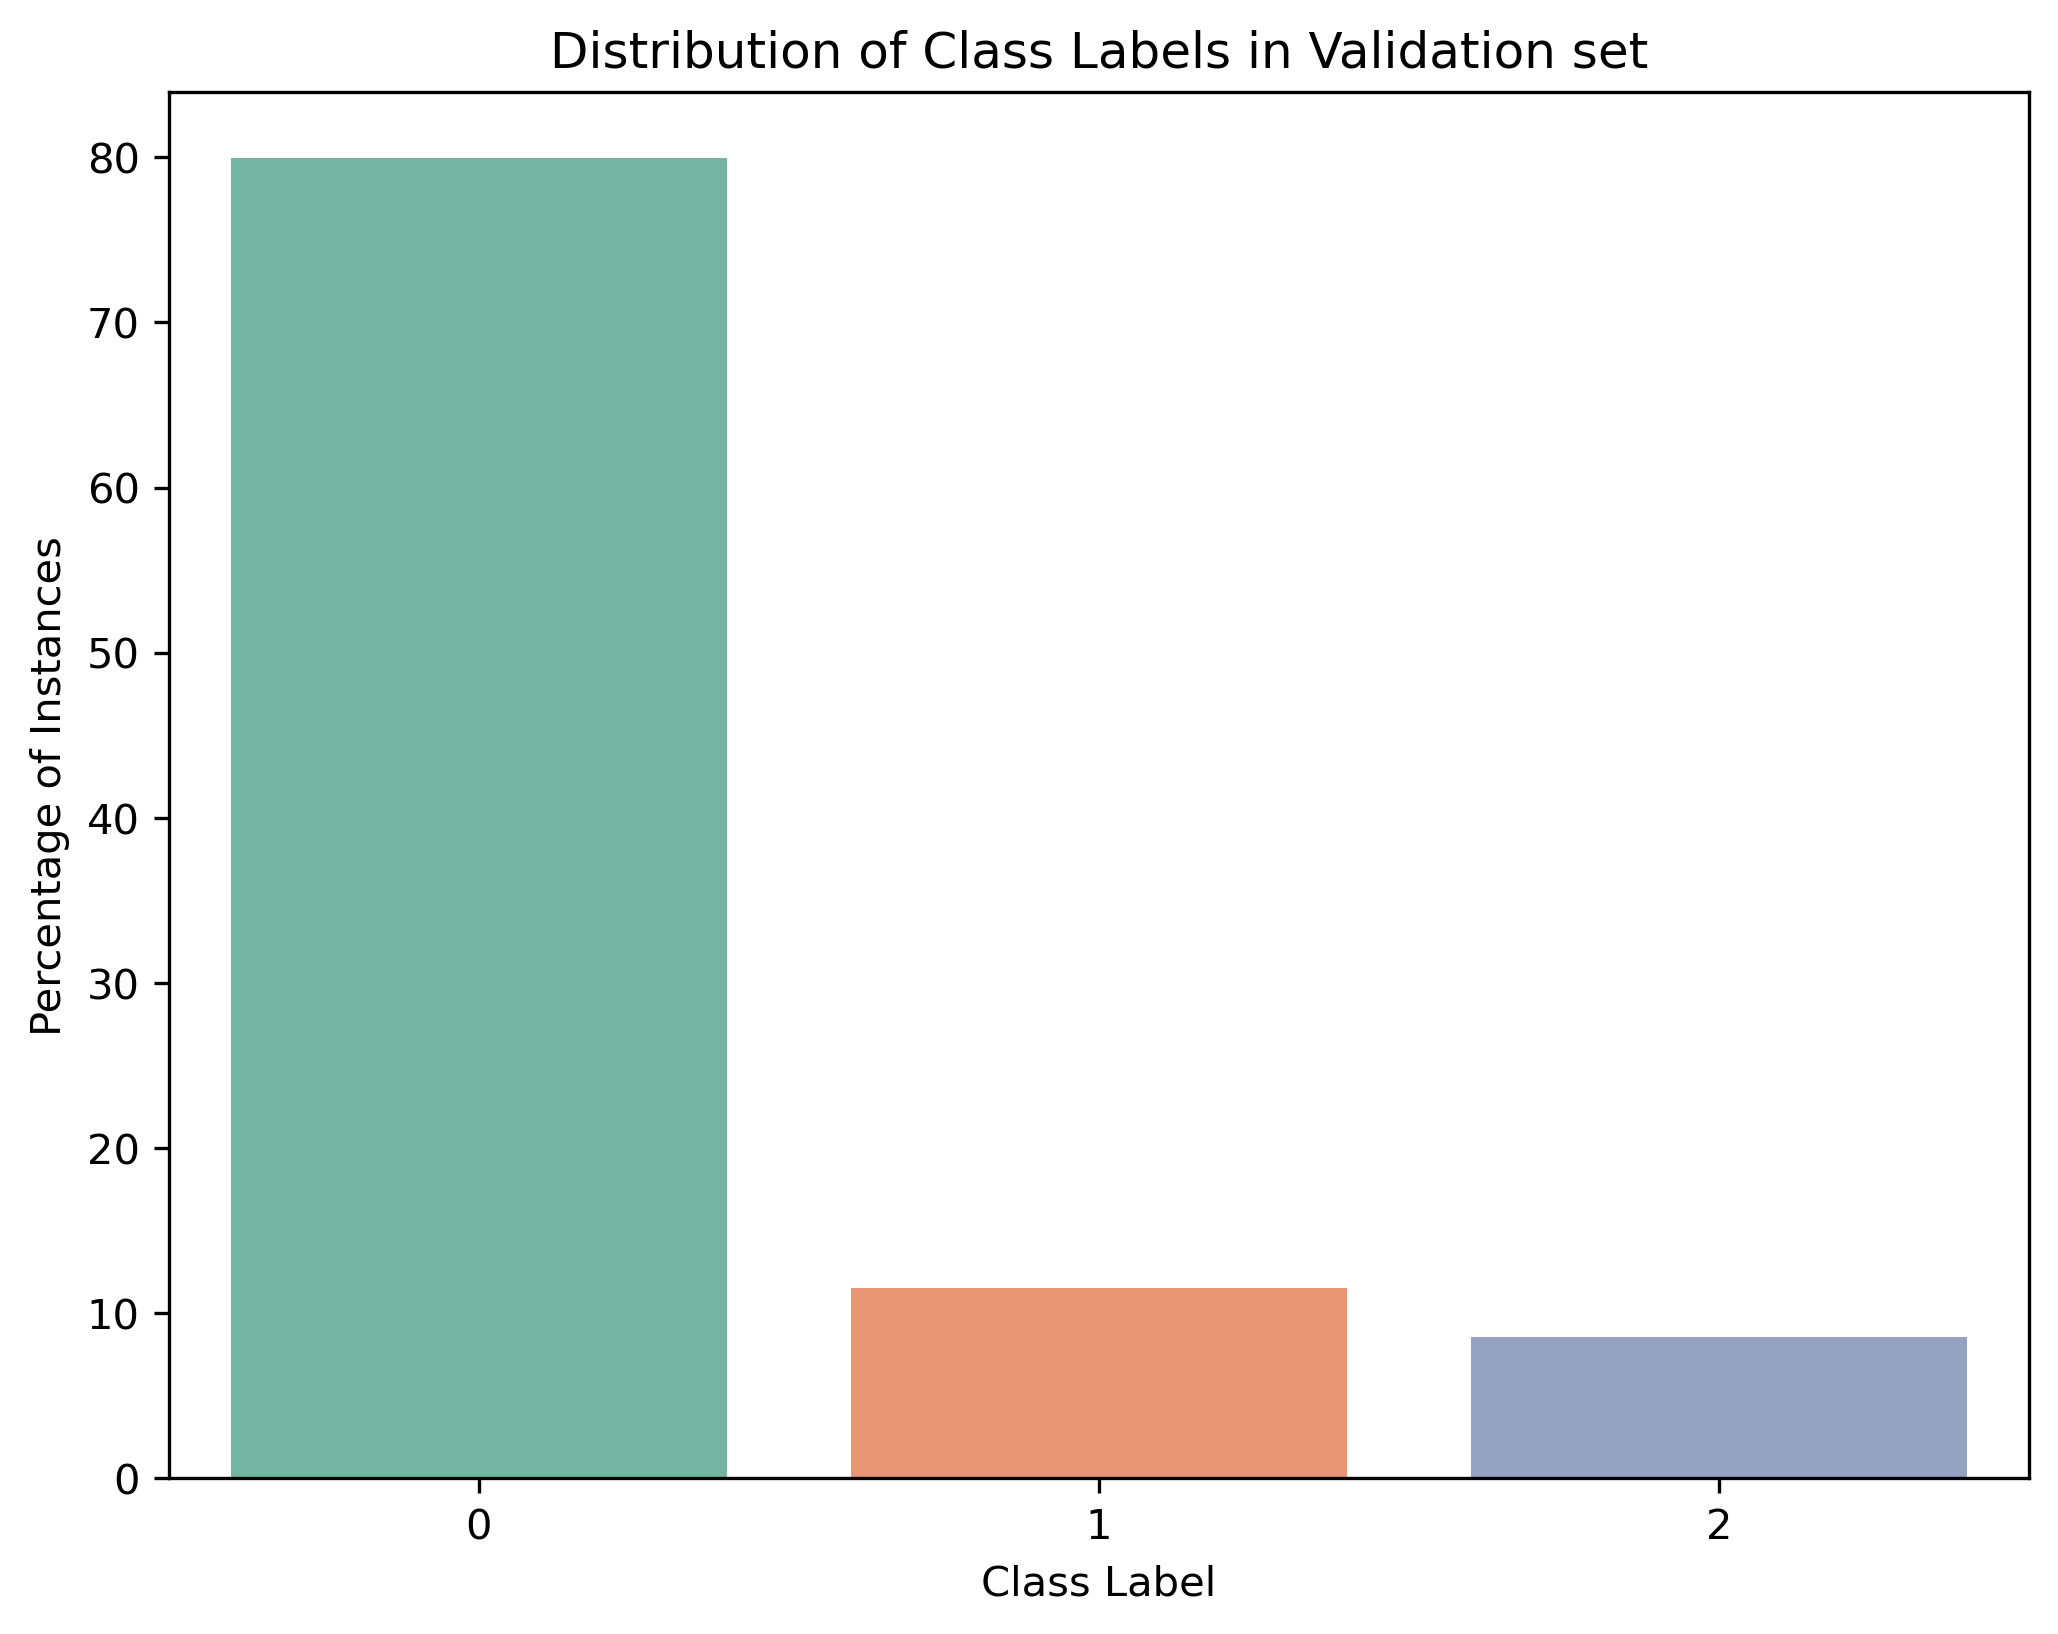 Distribution of Class Labels in Validation set
Percentage of Instances
80
70
60
50
40
30
20
10
0
0 1 2
Class Label